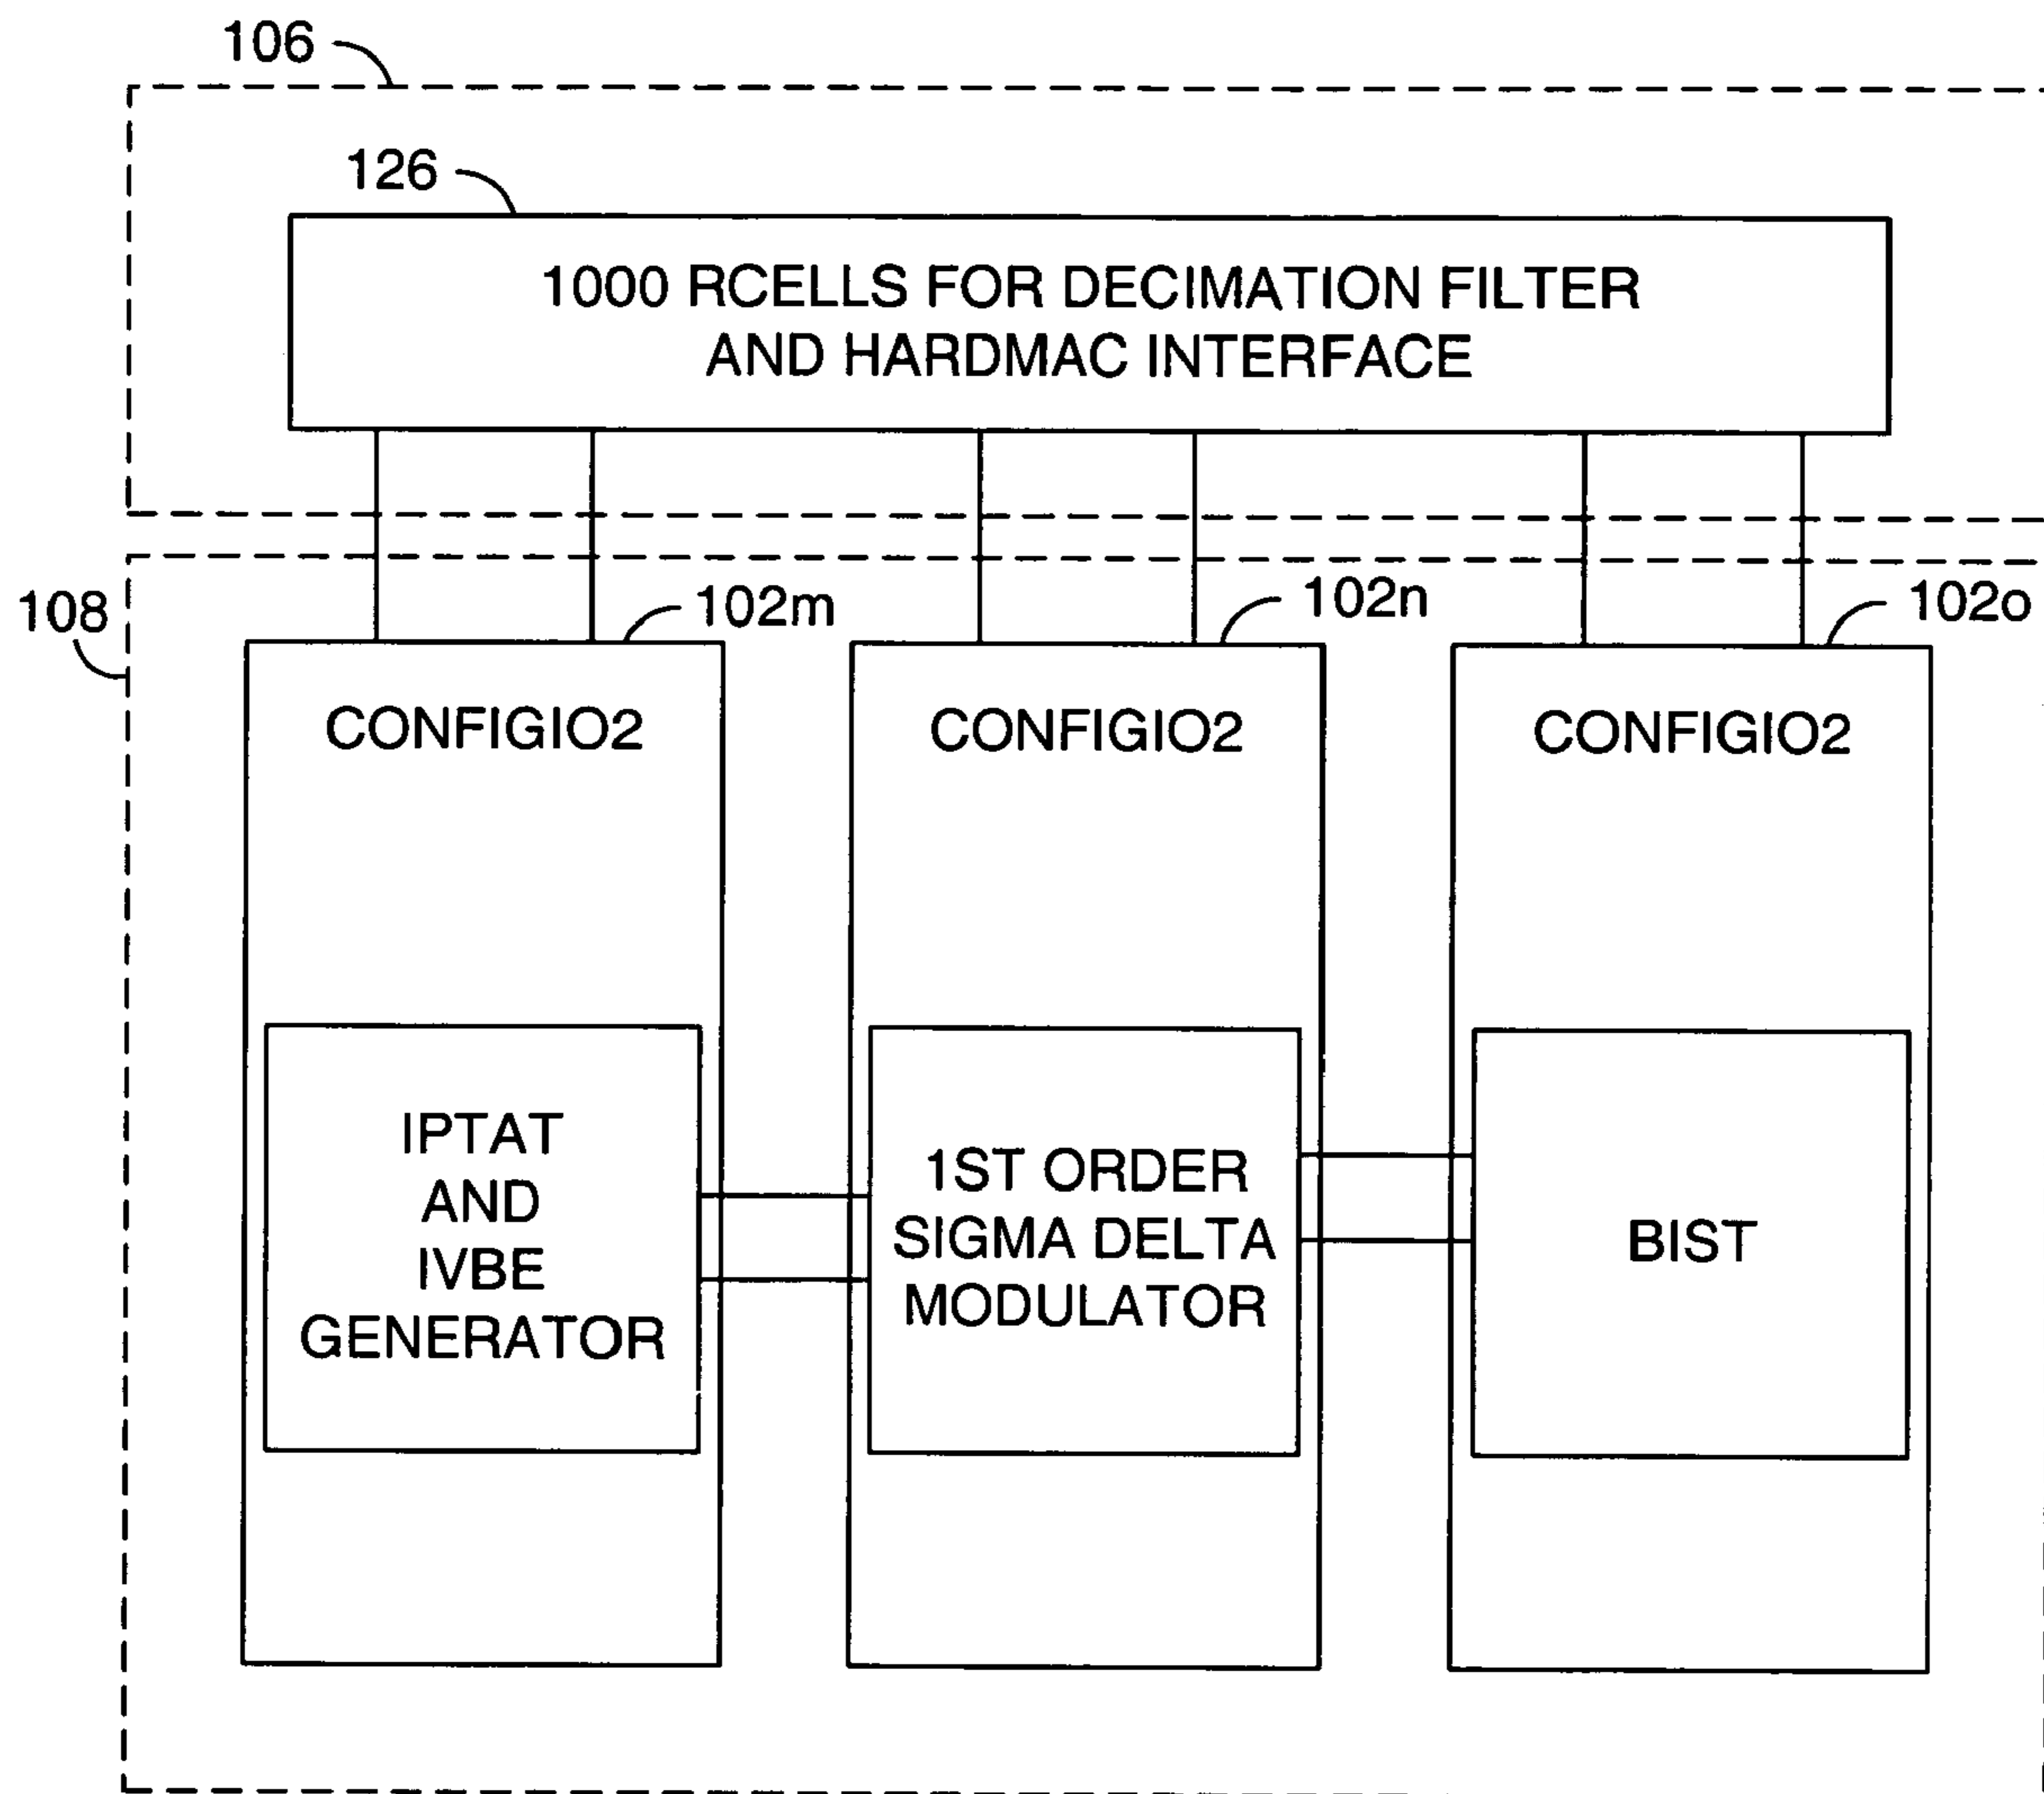 106
126
1000 RCELLS FOR DECIMATION FILTER
AND HARDMAC INTERFACE
108
102m
102n
102o
CONFIGIO2
CONFIGIO2
CONFIGIO2
IPTAT
AND
IVBE
GENERATOR
1ST ORDER
SIGMA DELTA
MODULATOR
BIST